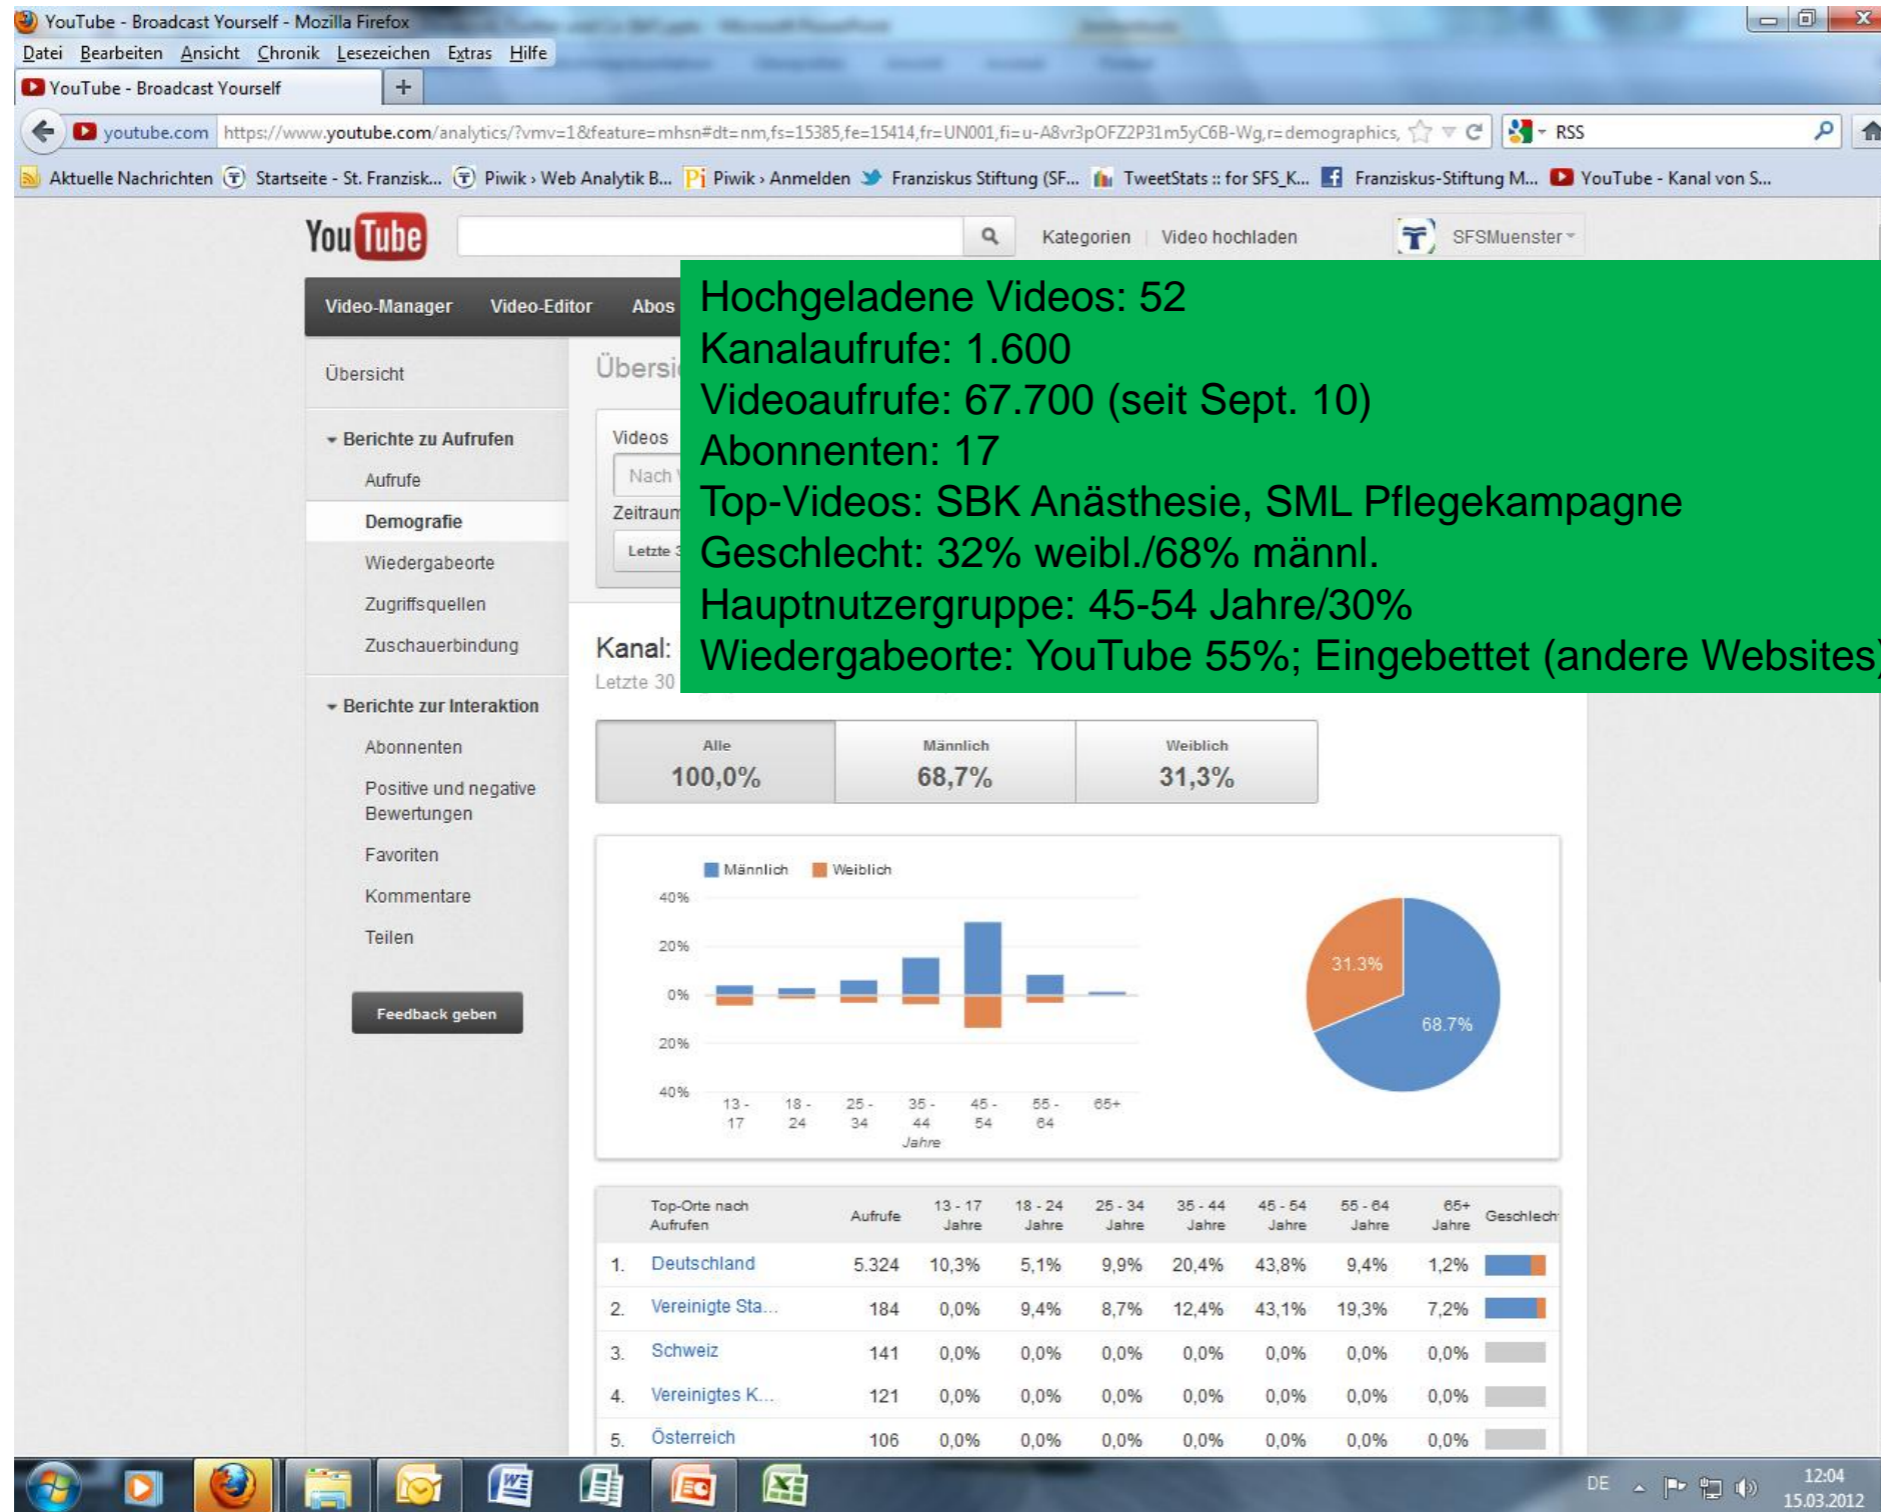 YouTube - Broadcast Yourself - Mozilla Firefox
Datei Bearbeiten Ansicht Chronik Lesezeichen Extras Hilfe
YouTube - Broadcast Yourself
youtube.com https://www.youtube.com/analytics/?vmv=1&feature=mhsn#dt=nm,fs=15385,fe=15414,fr=UN001,fi=u-A8vr3pOFZ2P31m5yC6B-Wg,r=demographics, RSS
Aktuelle Nachrichten Startseite - St. Franzisk... Piwik › Web Analytik B... Piwik › Anmelden Franziskus Stiftung (SF... TweetStats :: for SFS_K... Franziskus-Stiftung M... YouTube - Kanal von S...
YouTube Kategorien Video hochladen SFSMuenster
Video-Manager Video-Editor Abos
Hochgeladene Videos: 52
Kanalaufrufe: 1.600
Videoaufrufe: 67.700 (seit Sept. 10)
Abonnenten: 17
Top-Videos: SBK Anästhesie, SML Pflegekampagne
Geschlecht: 32% weibl./68% männl.
Hauptnutzergruppe: 45-54 Jahre/30%
Wiedergabeorte: YouTube 55%; Eingebettet (andere Websites)
Übersicht
Berichte zu Aufrufen
Aufrufe
Demografie
Wiedergabeorte
Zugriffsquellen
Zuschauerbindung
Berichte zur Interaktion
Abonnenten
Positive und negative
Bewertungen
Favoriten
Kommentare
Teilen
Feedback geben
Übersi
Videos
Nach V
Zeitraum
Letzte 3
Kanal:
Letzte 30
Alle Männlich Weiblich
100,0% 68,7% 31,3%
Männlich Weiblich
40%
20%
0%
20%
40%
13 - 18 - 25 - 35 - 45 - 55 - 65+
17 24 34 44 54 64
Jahre
31.3%
68.7%
Top-Orte nach 13 - 17 18 - 24 25 - 34 35 - 44 45 - 54 55 - 64 65+
Aufrufen Aufrufe Jahre Jahre Jahre Jahre Jahre Jahre Jahre Geschlech
1. Deutschland 5.324 10,3% 5,1% 9,9% 20,4% 43,8% 9,4% 1,2%
2. Vereinigte Sta... 184 0,0% 9,4% 8,7% 12,4% 43,1% 19,3% 7,2%
3. Schweiz 141 0,0% 0,0% 0,0% 0,0% 0,0% 0,0% 0,0%
4. Vereinigtes K... 121 0,0% 0,0% 0,0% 0,0% 0,0% 0,0% 0,0%
5. Österreich 106 0,0% 0,0% 0,0% 0,0% 0,0% 0,0% 0,0%
DE 12:04
15.03.2012